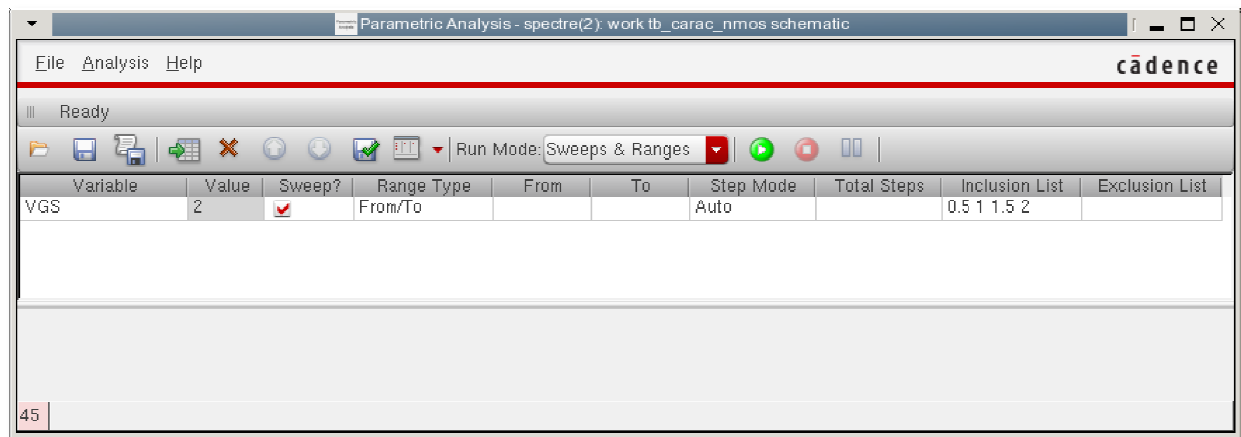 Parametric Analysis - spectre(2): work tb_carac_nmos schematic
File Analysis Help cādence
Ready
Run Mode: Sweeps & Ranges
Variable Value Sweep? Range Type From To Step Mode Total Steps Inclusion List Exclusion List
VGS 2 From/To Auto 0.5 1 1.5 2
45